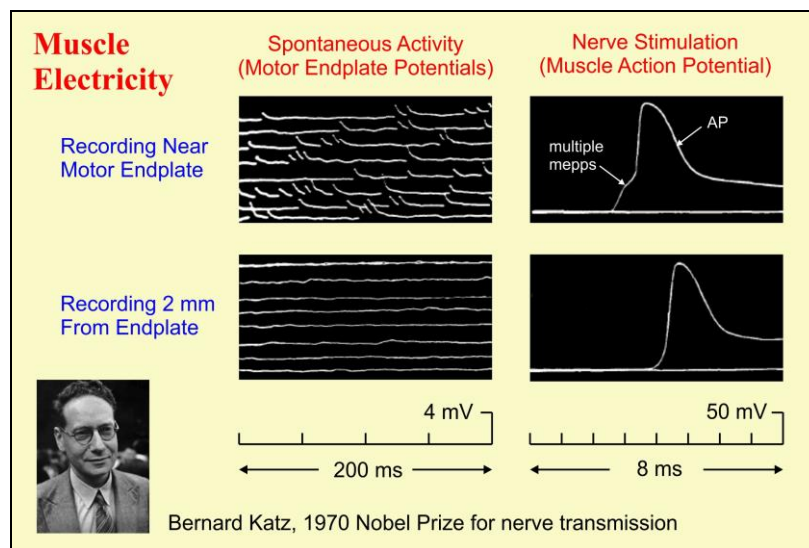 Muscle
Electricity
Spontaneous Activity
(Motor Endplate Potentials)
Nerve Stimulation
(Muscle Action Potential)
Recording Near
Motor Endplate
multiple
mepps
AP
Recording 2 mm
From Endplate
4 mV
50 mV
200 ms
8 ms
Bernard Katz, 1970 Nobel Prize for nerve transmission